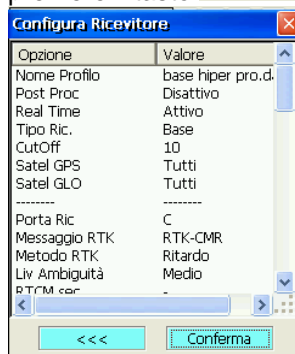 Configura Ricevitore
Opzione Valore
Nome Profilo base hiper pro.d
Post Proc Disattivo
Real Time Attivo
Tipo Ric. Base
CutOff 10
Satel GPS Tutti
Satel GLO Tutti
-------- --------
Porta Ric C
Messaggio RTK RTK-CMR
Metodo RTK Ritardo
Liv Ambiguità Medio
RTCM sec -
<<< Conferma